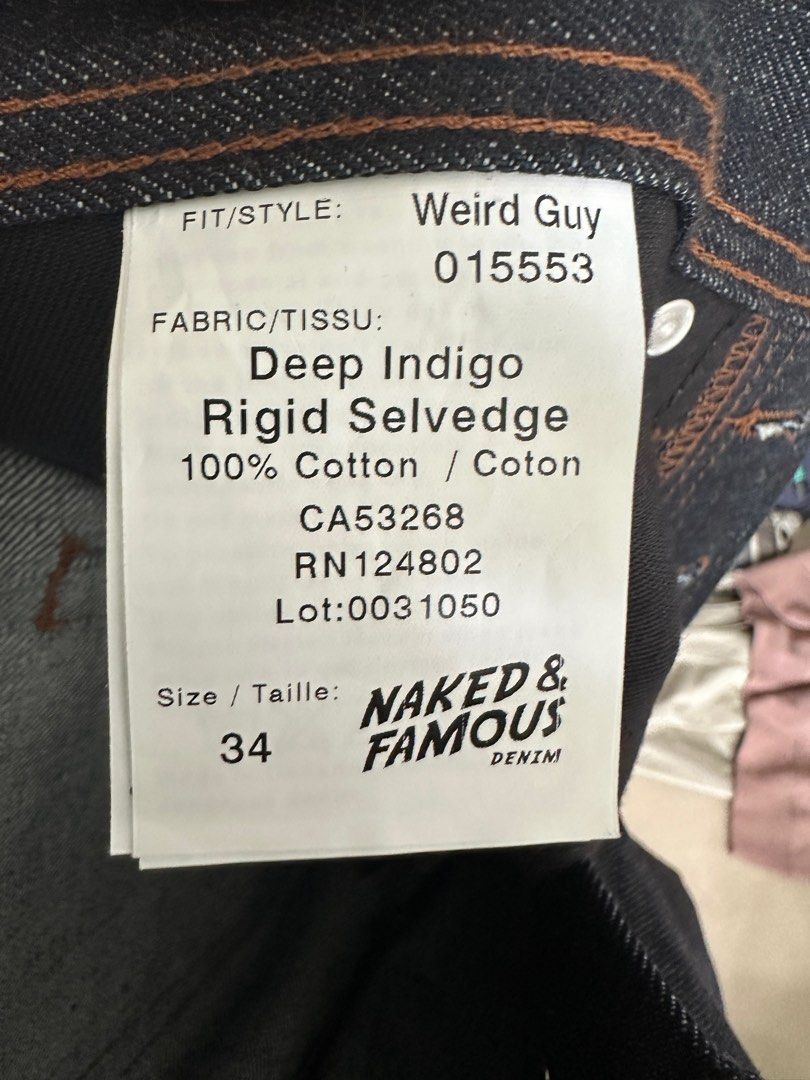 FIT/STYLE: Weird Guy
015553
FABRIC/TISSU:
Deep Indigo
Rigid Selvedge
100% Cotton / Coton
CA53268
RN124802
Lot:0031050
Size / Taille:
34
NAKED &
FAMOUS
DENIM